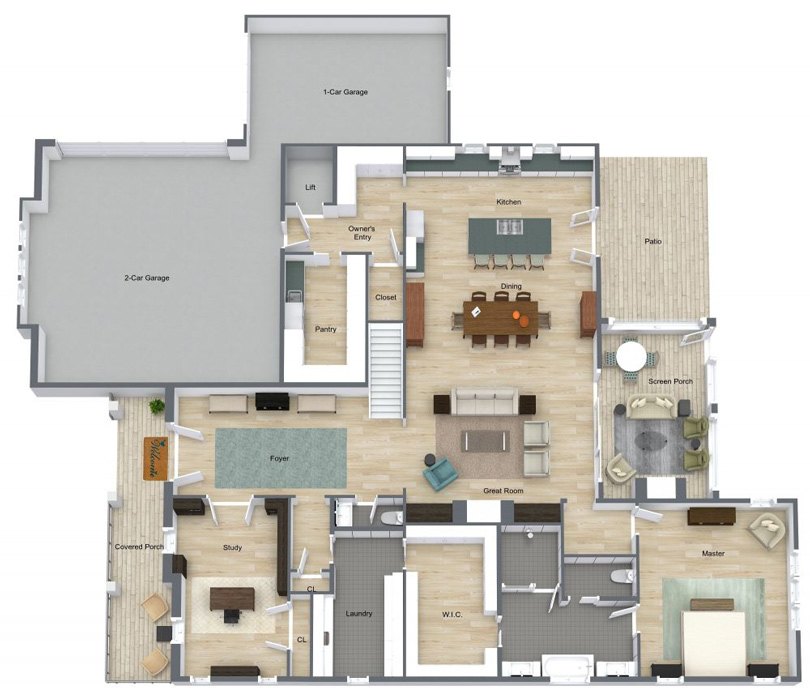 1-Car Garage
Lift
Kitchen
Owner's
Entry
Patio
2-Car Garage
Dining
Closet
Pantry
Screen Porch
Welcome
Foyer
Great Room
Covered Porch
Study
Master
CL
Laundry
W.I.C.
CL